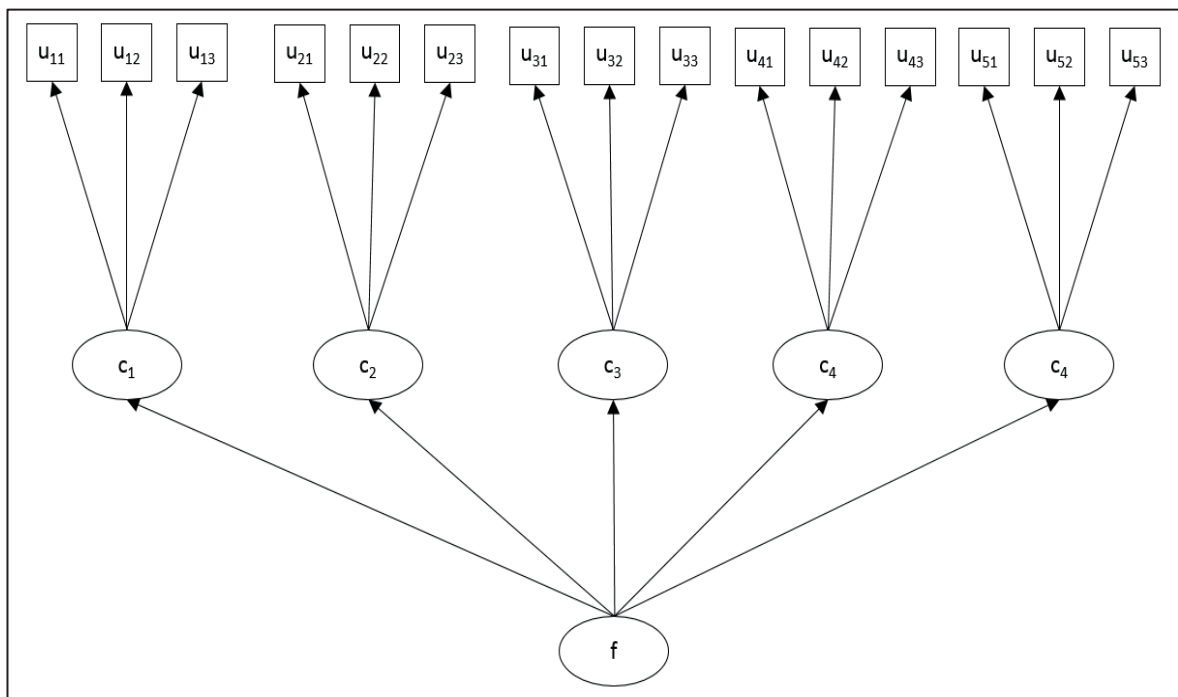 u₁₁ u₁₂ u₁₃ u₂₁ u₂₂ u₂₃ u₃₁ u₃₂ u₃₃ u₄₁ u₄₂ u₄₃ u₅₁ u₅₂ u₅₃
c₁ c₂ c₃ c₄ c₄
f